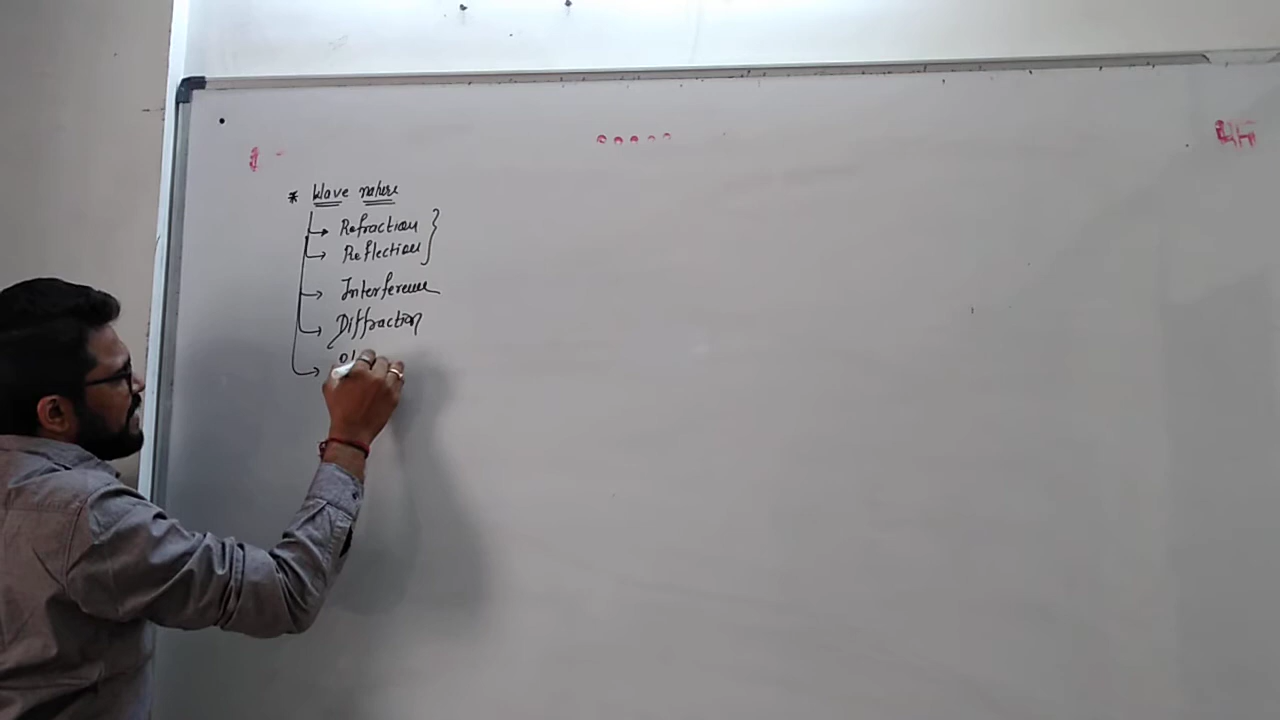 * Wave nature
Refraction
Reflection
Interference
Diffraction